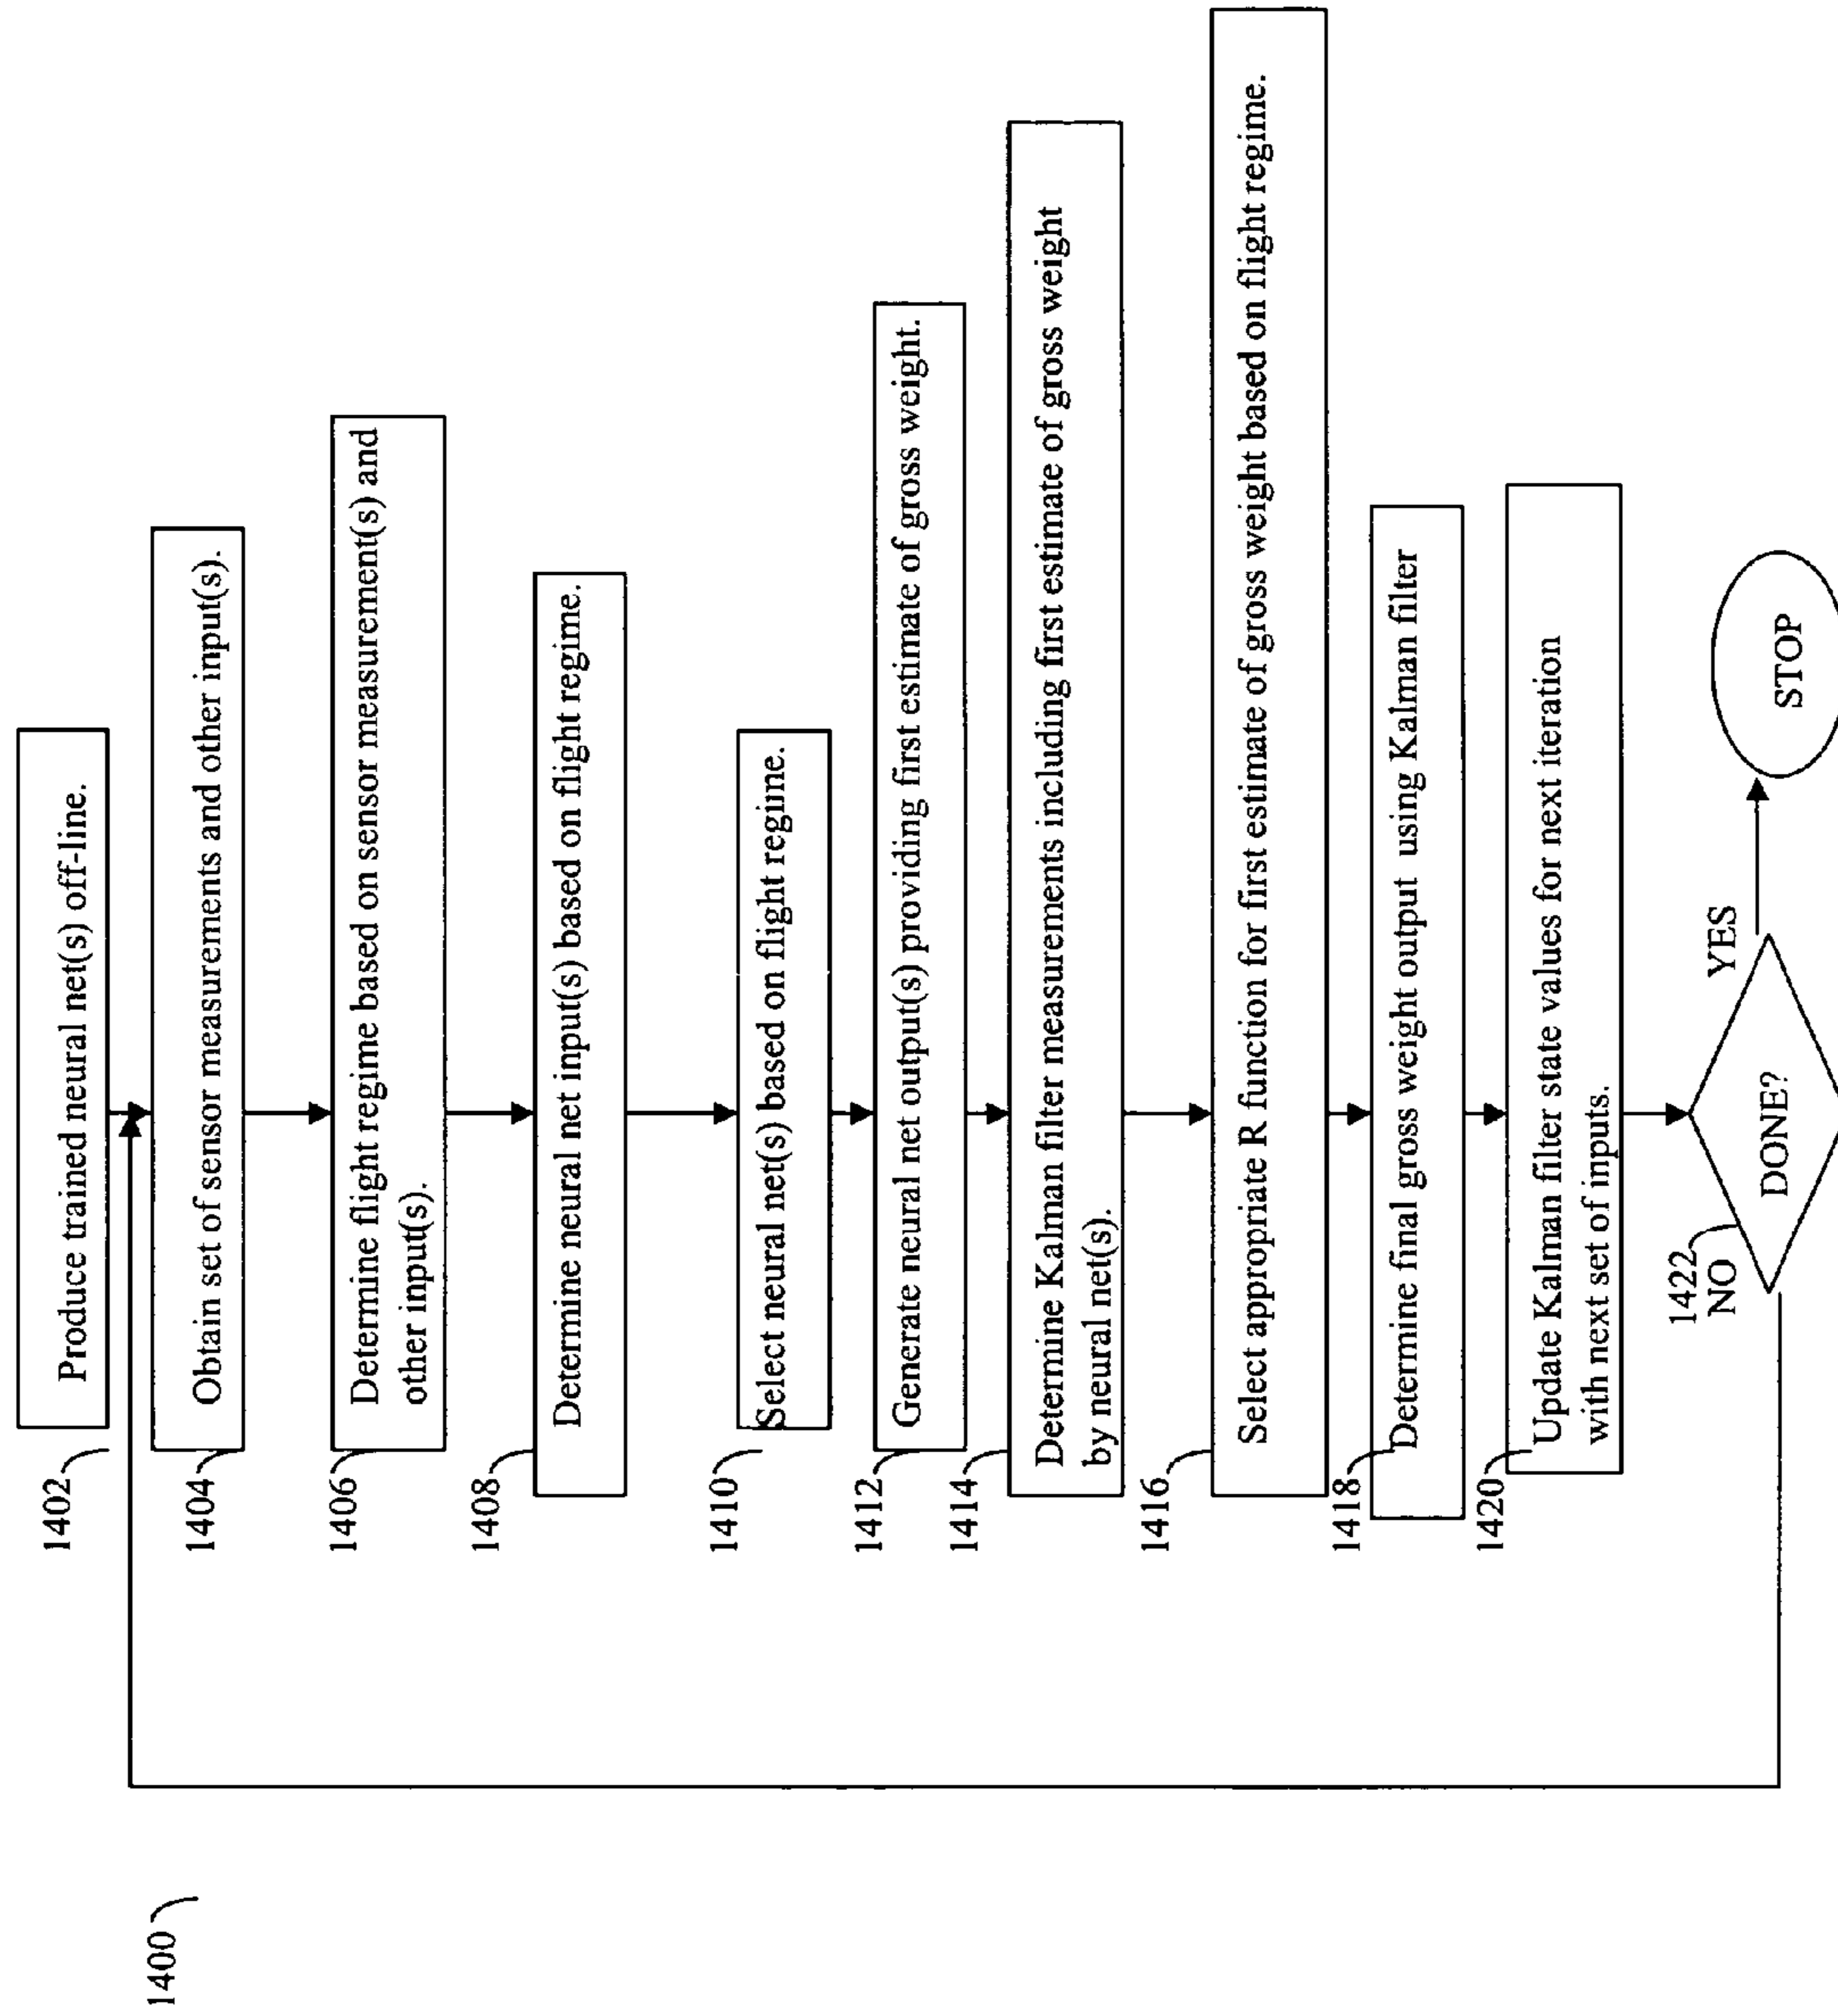 1400
1402
Produce trained neural net(s) off-line.
1404
Obtain set of sensor measurements and other input(s).
1406
Determine flight regime based on sensor measurement(s) and
other input(s).
1408
Determine neural net input(s) based on flight regime.
1410
Select neural net(s) based on flight regime.
1412
Generate neural net output(s) providing first estimate of gross weight.
1414
Determine Kalman filter measurements including first estimate of gross weight
by neural net(s).
1416
Select appropriate R function for first estimate of gross weight based on flight regime.
1418
Determine final gross weight output using Kalman filter
1420
Update Kalman filter state values for next iteration
with next set of inputs.
1422
NO
DONE?
YES
STOP